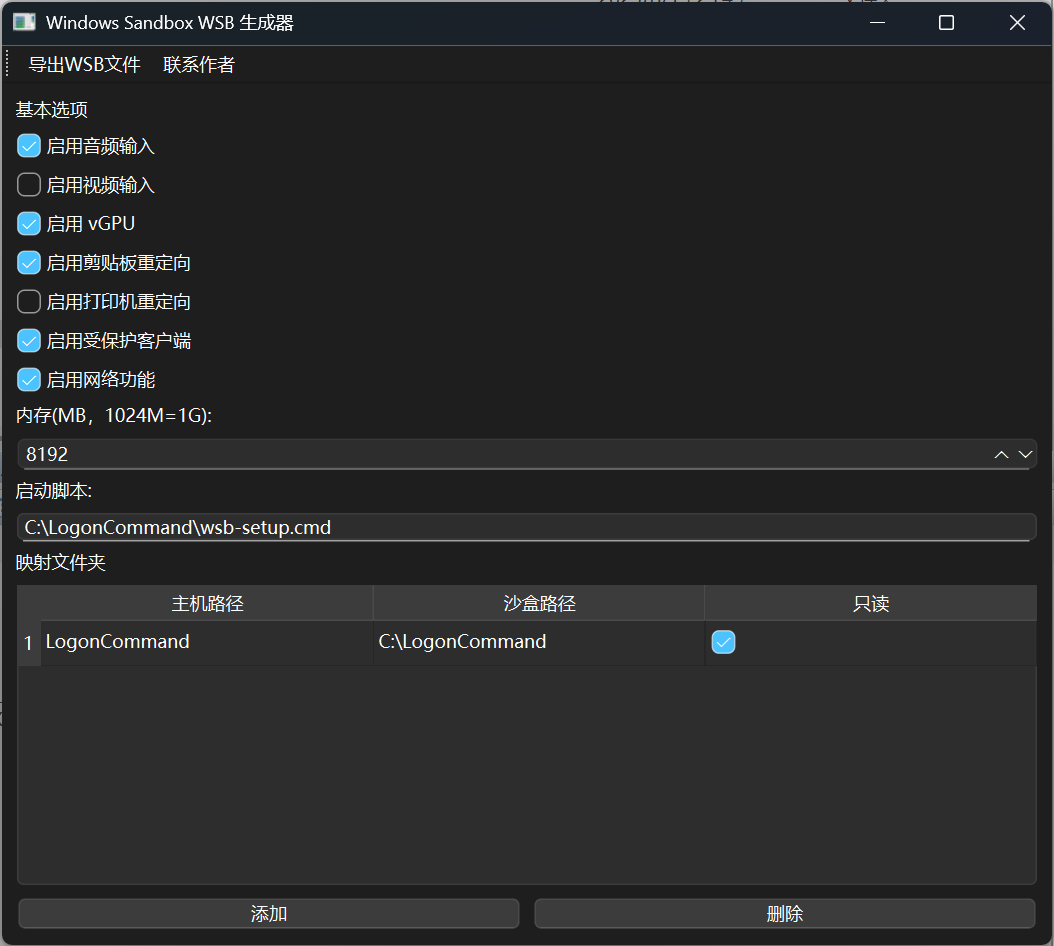 Windows Sandbox WSB 生成器
导出WSB文件 联系作者
基本选项
启用音频输入
启用视频输入
启用 vGPU
启用剪贴板重定向
启用打印机重定向
启用受保护客户端
启用网络功能
内存(MB，1024M=1G):
8192
启动脚本:
C:\LogonCommand\wsb-setup.cmd
映射文件夹
主机路径 沙盒路径 只读
1 LogonCommand C:\LogonCommand
添加 删除